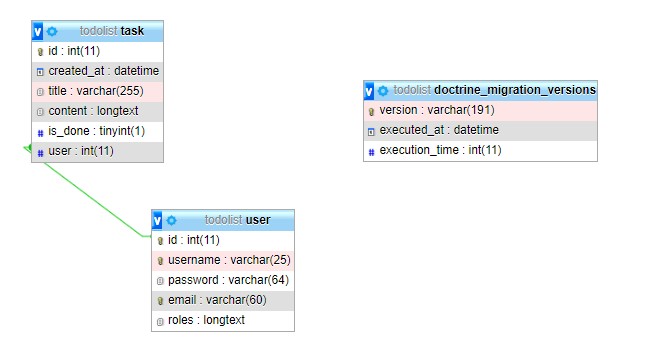 todolist task
id : int(11)
created_at : datetime
title : varchar(255)
content : longtext
is_done : tinyint(1)
user : int(11)
todolist doctrine_migration_versions
version : varchar(191)
executed_at : datetime
execution_time : int(11)
todolist user
id : int(11)
username : varchar(25)
password : varchar(64)
email : varchar(60)
roles : longtext